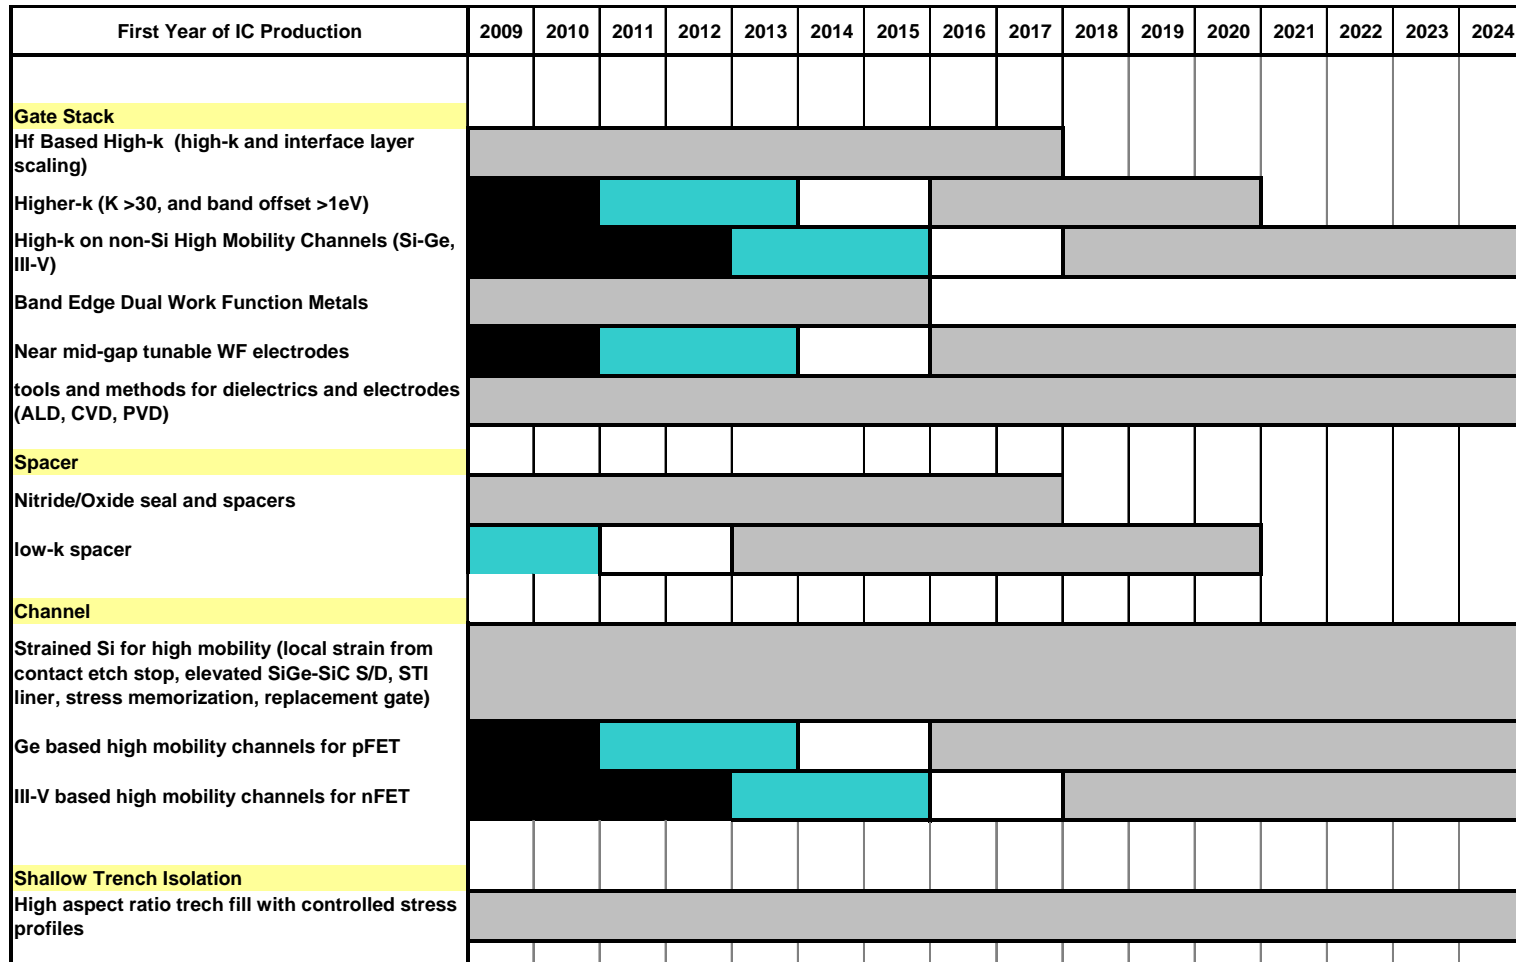 First Year of IC Production 2009 2010 2011 2012 2013 2014 2015 2016 2017 2018 2019 2020 2021 2022 2023 2024
Gate Stack
Hf Based High-k (high-k and interface layer
scaling)
Higher-k (K >30, and band offset >1eV)
High-k on non-Si High Mobility Channels (Si-Ge,
III-V)
Band Edge Dual Work Function Metals
Near mid-gap tunable WF electrodes
tools and methods for dielectrics and electrodes
(ALD, CVD, PVD)
Spacer
Nitride/Oxide seal and spacers
low-k spacer
Channel
Strained Si for high mobility (local strain from
contact etch stop, elevated SiGe-SiC S/D, STI
liner, stress memorization, replacement gate)
Ge based high mobility channels for pFET
III-V based high mobility channels for nFET
Shallow Trench Isolation
High aspect ratio trech fill with controlled stress
profiles